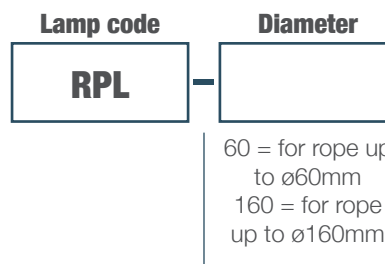 Lamp code
Diameter
RPL
–
60 = for rope up
to ø60mm
160 = for rope
up to ø160mm